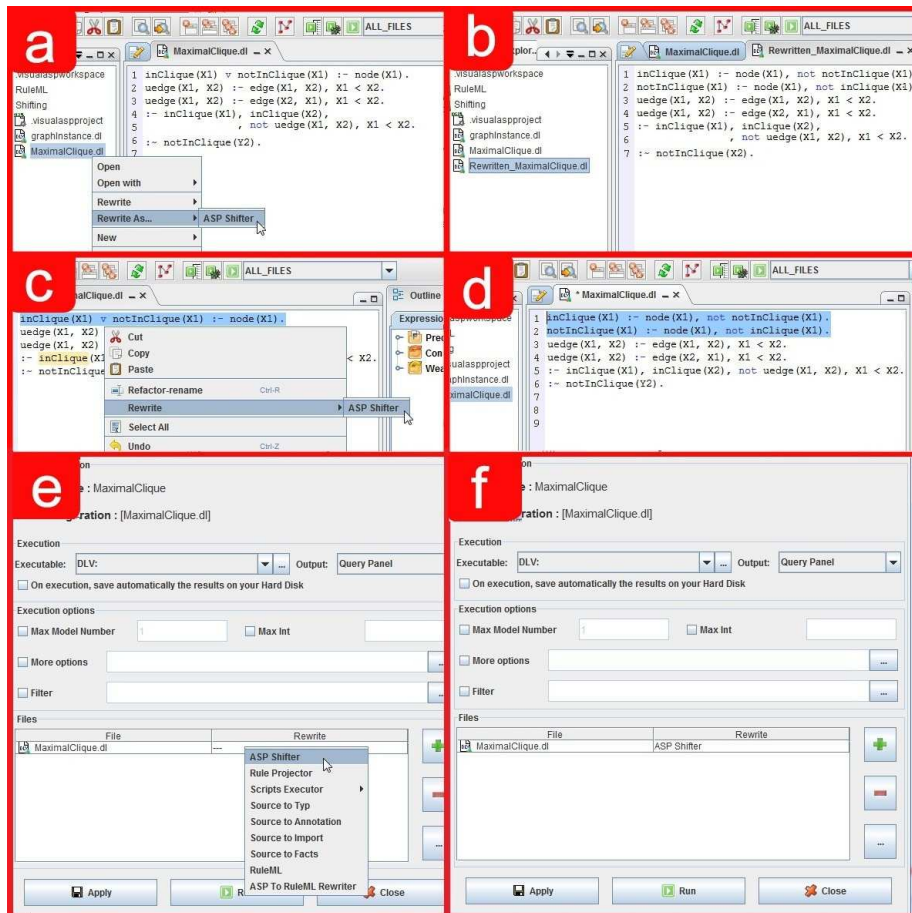 a
ALL_FILES
MaximalClique.dl
.visualaspworkspace
RuleML
Shifting
.visualaspproject
graphInstance.dl
MaximalClique.dl
1 inClique(X1) v notInClique(X1) :- node(X1).
2 uedge(X1, X2) :- edge(X1, X2), X1 < X2.
3 uedge(X1, X2) :- edge(X2, X1), X1 < X2.
4 :- inClique(X1), inClique(X2),
5 , not uedge(X1, X2), X1 < X2.
6 :- notInClique(Y2).
7
Open
Open with
Rewrite
Rewrite As...
ASP Shifter
New
b
ALL_FILES
plor..
MaximalClique.dl
Rewritten_MaximalClique.dl
visualaspworkspace
RuleML
Shifting
.visualaspproject
graphInstance.dl
MaximalClique.dl
Rewritten_MaximalClique.dl
1 inClique(X1) :- node(X1), not notInClique(X1)
2 notInClique(X1) :- node(X1), not inClique(X1)
3 uedge(X1, X2) :- edge(X1, X2), X1 < X2.
4 uedge(X1, X2) :- edge(X2, X1), X1 < X2.
5 :- inClique(X1), inClique(X2),
6 , not uedge(X1, X2), X1 < X2.
7 :- notInClique(X2).
c
ALL_FILES
alClique.dl
Outline
inClique(X1) v notInClique(X1) :- node(X1).
uedge(X1, X2)
uedge(X1, X2)
:- inClique(X1
< X2.
:- notInClique
Cut
Copy
Paste
Refactor-rename Ctrl-R
Rewrite
ASP Shifter
Select All
Undo Ctrl-Z
Expressio
Pre
Con
Wea
d
ALL_FILES
* MaximalClique.dl
ualaspproject
phInstance.dl
ximalClique.dl
1 inClique(X1) :- node(X1), not notInClique(X1).
2 notInClique(X1) :- node(X1), not inClique(X1).
3 uedge(X1, X2) :- edge(X1, X2), X1 < X2.
4 uedge(X1, X2) :- edge(X2, X1), X1 < X2.
5 :- inClique(X1), inClique(X2), not uedge(X1, X2), X1 < X2.
6 :- notInClique(Y2).
7
8
9
e
on
e : MaximalClique
ration : [MaximalClique.dl]
Execution
Executable: DLV: ... Output: Query Panel
On execution, save automatically the results on your Hard Disk
Execution options
Max Model Number 1 Max Int
More options ...
Filter ...
Files
File Rewrite
MaximalClique.dl ---
ASP Shifter
Rule Projector
Scripts Executor
Source to Typ
Source to Annotation
Source to Import
Source to Facts
RuleML
ASP To RuleML Rewriter
...
Apply R Close
f
on
e : MaximalClique
ration : [MaximalClique.dl]
Execution
Executable: DLV: ... Output: Query Panel
On execution, save automatically the results on your Hard Disk
Execution options
Max Model Number 1 Max Int
More options ...
Filter ...
Files
File Rewrite
MaximalClique.dl ASP Shifter
...
Apply Run Close